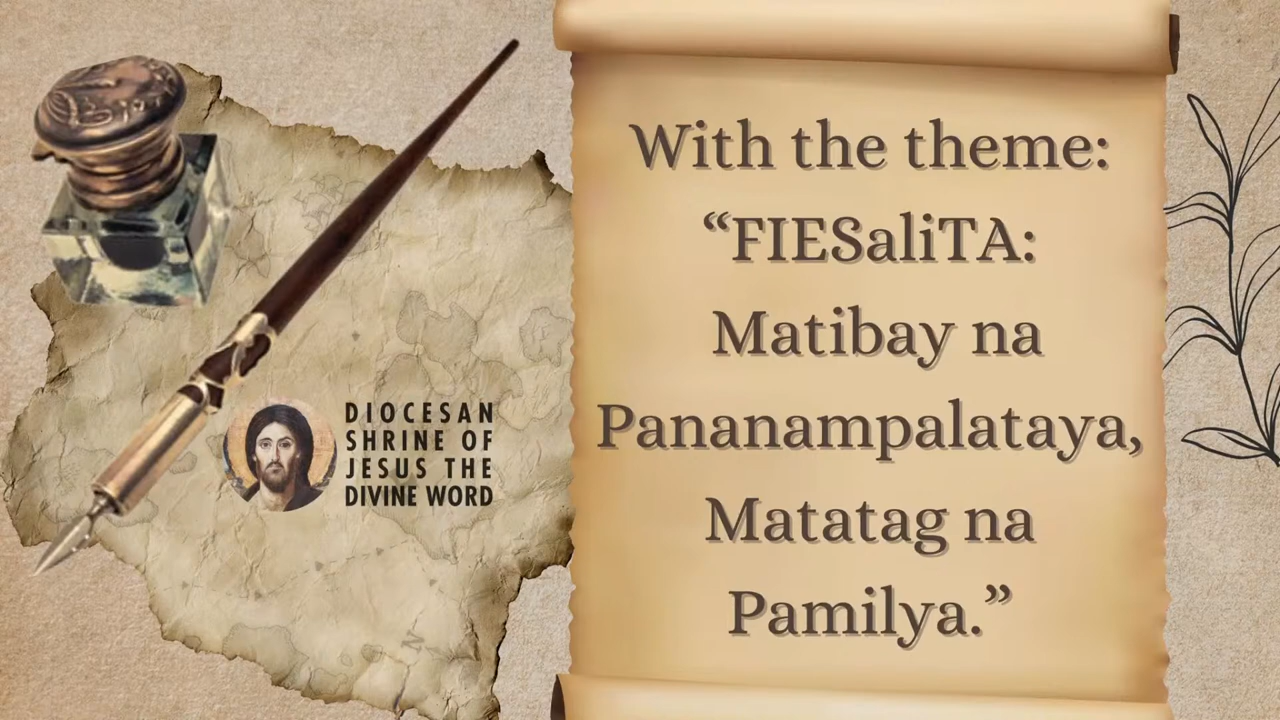 DIOCESAN
SHRINE OF
JESUS THE
DIVINE WORD
With the theme:
“FIESaliTA:
Matibay na
Pananampalataya,
Matatag na
Pamilya.”